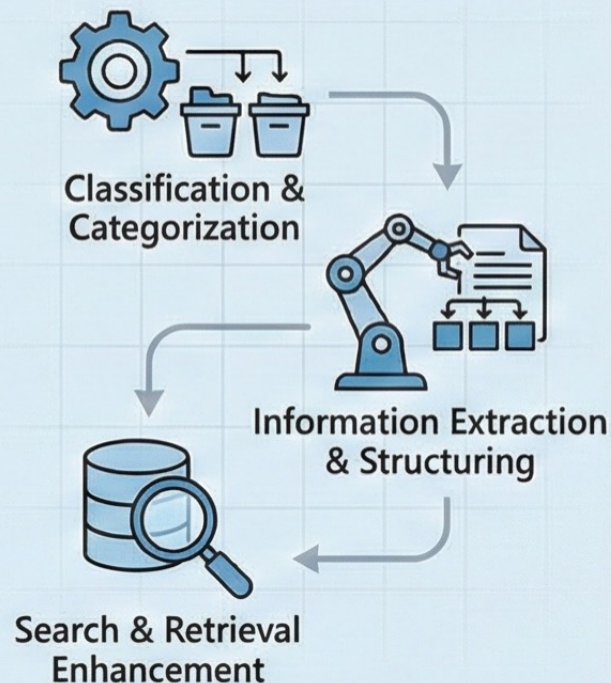 Classification &
Categorization
Information Extraction
& Structuring
Search & Retrieval
Enhancement